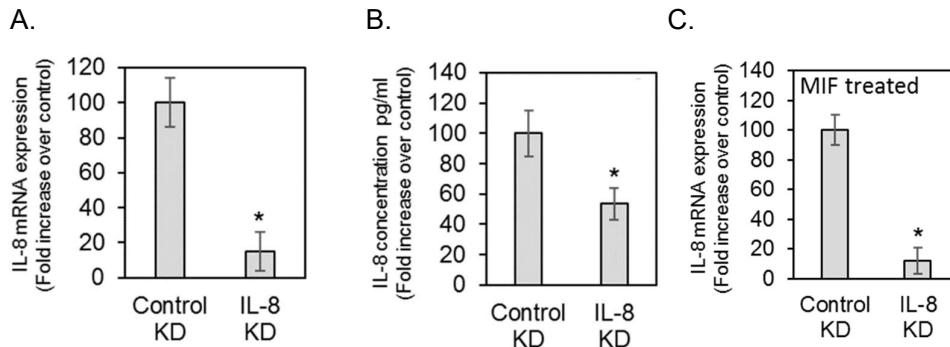 A.
IL-8 mRNA expression
(Fold increase over control)
120
100
80
60
40
20
0
*
Control
KD
IL-8
KD
B.
IL-8 concentration pg/ml
(Fold increase over control)
140
120
100
80
60
40
20
0
*
Control
KD
IL-8
KD
C.
IL-8 mRNA expression
(Fold increase over control)
140
120
100
80
60
40
20
0
MIF treated
*
Control
KD
IL-8
KD